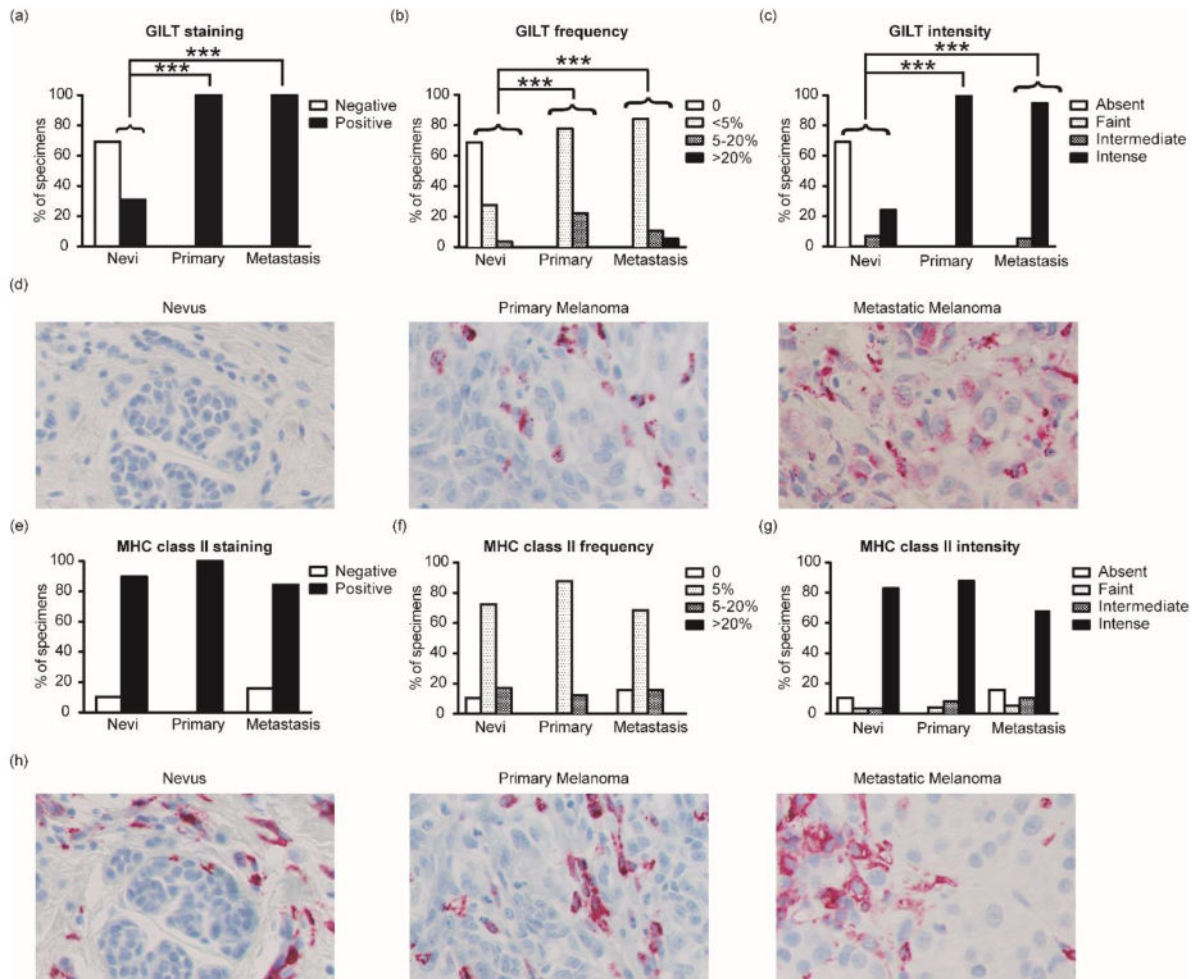 (a)
GILT staining
***
***
% of specimens
100
80
60
40
20
0
Negative
Positive
Nevi Primary Metastasis
(b)
GILT frequency
***
***
% of specimens
100
80
60
40
20
0
0
<5%
5-20%
>20%
Nevi Primary Metastasis
(c)
GILT intensity
***
***
% of specimens
100
80
60
40
20
0
Absent
Faint
Intermediate
Intense
Nevi Primary Metastasis
(d)
Nevus
Primary Melanoma
Metastatic Melanoma
(e)
MHC class II staining
% of specimens
100
80
60
40
20
0
Negative
Positive
Nevi Primary Metastasis
(f)
MHC class II frequency
% of specimens
100
80
60
40
20
0
0
5%
5-20%
>20%
Nevi Primary Metastasis
(g)
MHC class II intensity
% of specimens
100
80
60
40
20
0
Absent
Faint
Intermediate
Intense
Nevi Primary Metastasis
(h)
Nevus
Primary Melanoma
Metastatic Melanoma